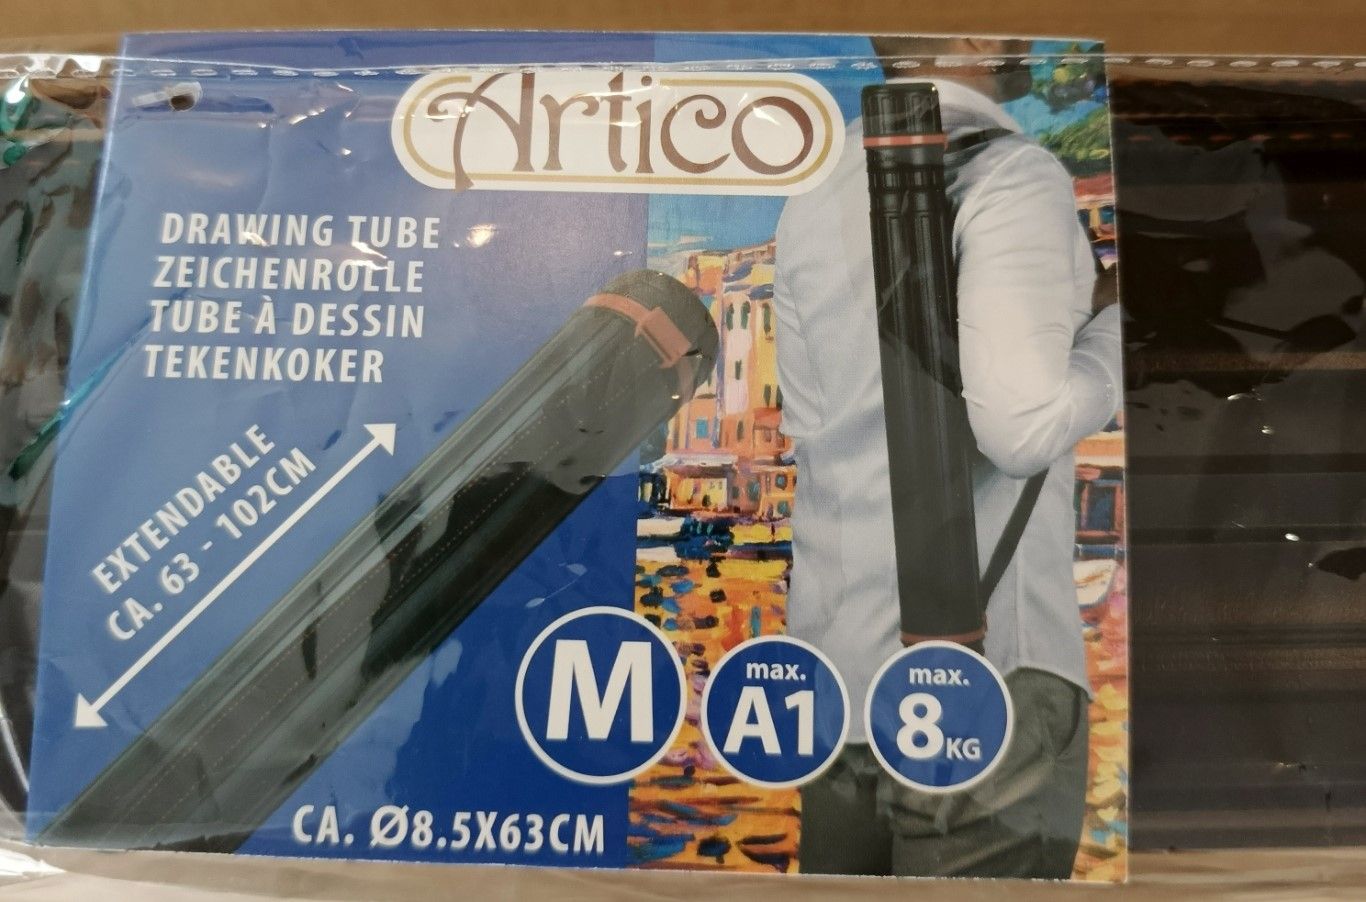 Artico
DRAWING TUBE
ZEICHENROLLE
TUBE À DESSIN
TEKENKOKER
EXTENDABLE
CA. 63 - 102CM
M
max.
A1
max.
8KG
CA. Ø8.5X63CM